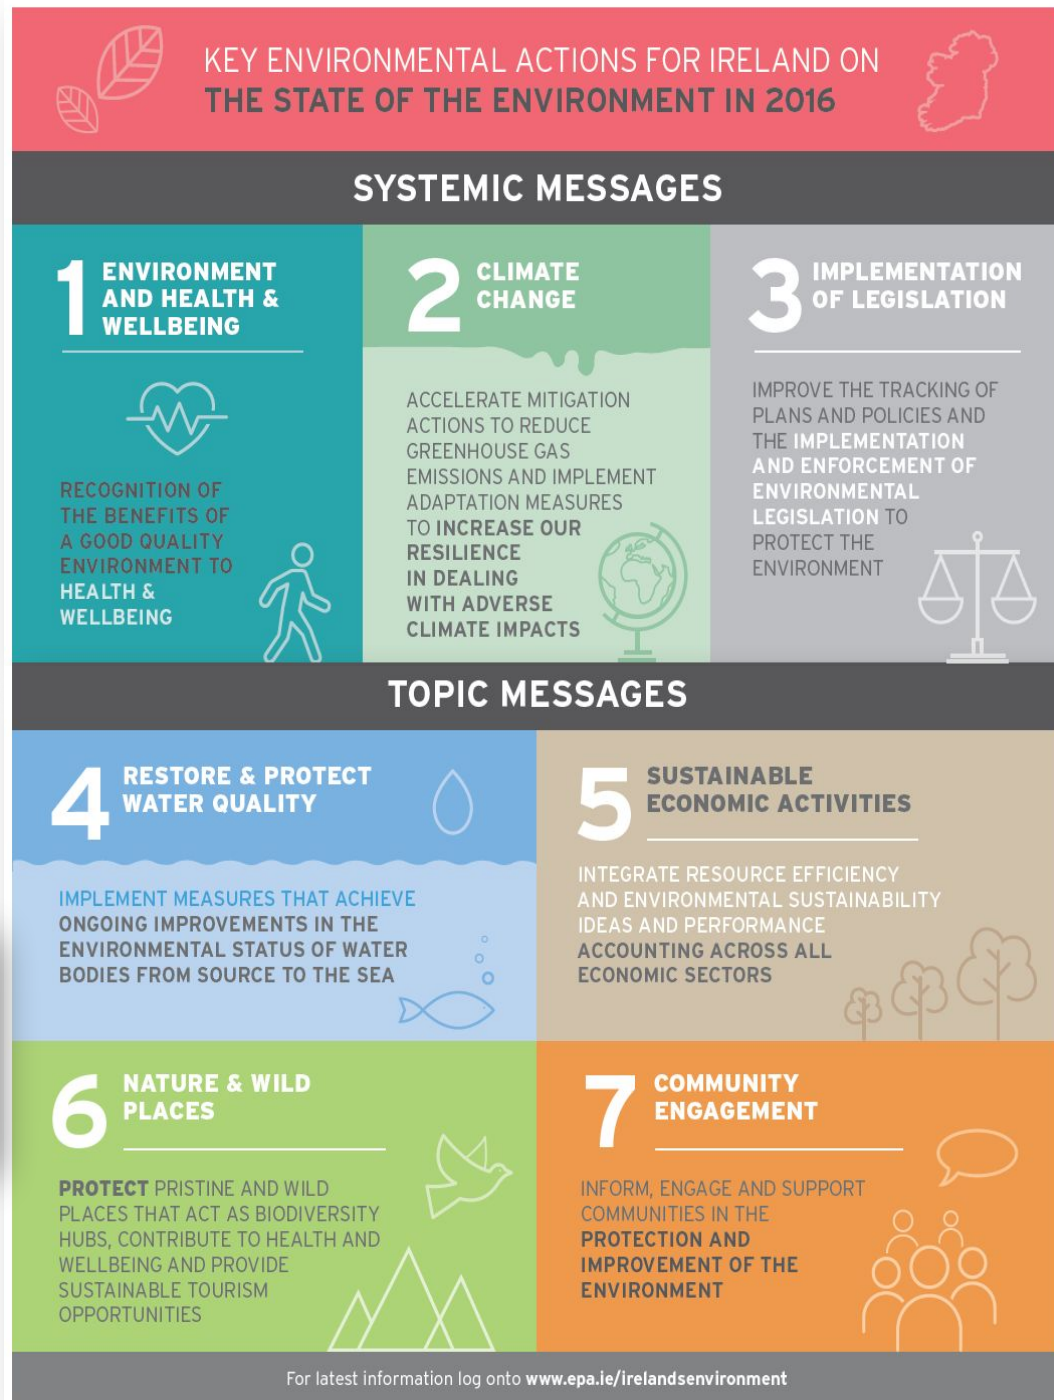 KEY ENVIRONMENTAL ACTIONS FOR IRELAND ON
THE STATE OF THE ENVIRONMENT IN 2016
SYSTEMIC MESSAGES
1
ENVIRONMENT
AND HEALTH &
WELLBEING
RECOGNITION OF
THE BENEFITS OF
A GOOD QUALITY
ENVIRONMENT TO
HEALTH &
WELLBEING
2
CLIMATE
CHANGE
ACCELERATE MITIGATION
ACTIONS TO REDUCE
GREENHOUSE GAS
EMISSIONS AND IMPLEMENT
ADAPTATION MEASURES
TO INCREASE OUR
RESILIENCE
IN DEALING
WITH ADVERSE
CLIMATE IMPACTS
3
IMPLEMENTATION
OF LEGISLATION
IMPROVE THE TRACKING OF
PLANS AND POLICIES AND
THE IMPLEMENTATION
AND ENFORCEMENT OF
ENVIRONMENTAL
LEGISLATION TO
PROTECT THE
ENVIRONMENT
TOPIC MESSAGES
4
RESTORE & PROTECT
WATER QUALITY
IMPLEMENT MEASURES THAT ACHIEVE
ONGOING IMPROVEMENTS IN THE
ENVIRONMENTAL STATUS OF WATER
BODIES FROM SOURCE TO THE SEA
5
SUSTAINABLE
ECONOMIC ACTIVITIES
INTEGRATE RESOURCE EFFICIENCY
AND ENVIRONMENTAL SUSTAINABILITY
IDEAS AND PERFORMANCE
ACCOUNTING ACROSS ALL
ECONOMIC SECTORS
6
NATURE & WILD
PLACES
PROTECT PRISTINE AND WILD
PLACES THAT ACT AS BIODIVERSITY
HUBS, CONTRIBUTE TO HEALTH AND
WELLBEING AND PROVIDE
SUSTAINABLE TOURISM
OPPORTUNITIES
7
COMMUNITY
ENGAGEMENT
INFORM, ENGAGE AND SUPPORT
COMMUNITIES IN THE
PROTECTION AND
IMPROVEMENT OF THE
ENVIRONMENT
For latest information log onto www.epa.ie/irelandsenvironment